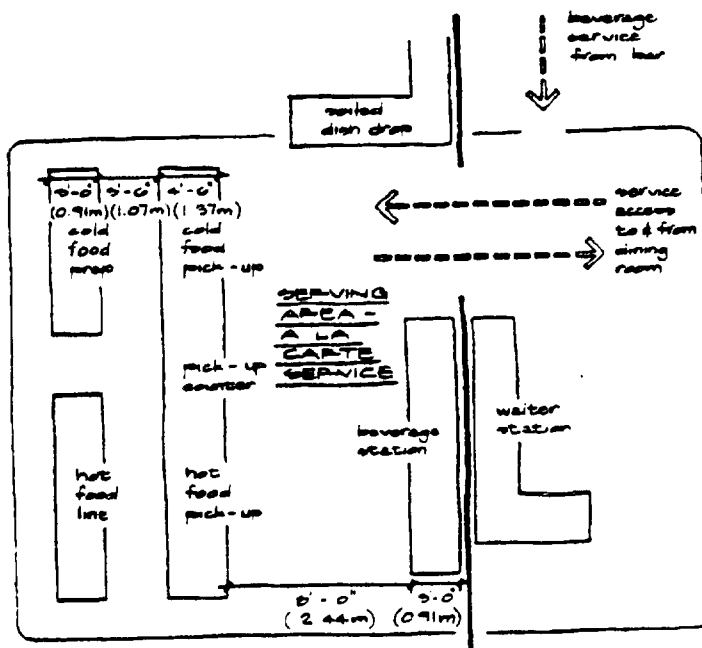 beverage
service
from bar
soiled
dish drop
3'-0" 3'-6" 4'-6"
(0.91m) (1.07m) (1.37m)
cold
food
prep
cold
food
pick-up
service
access
to & from
dining
room
SERVING
AREA -
A LA
CARTE
SERVICE
pick-up
counter
beverage
station
waiter
station
hot
food
line
hot
food
pick-up
8'-0"
(2.44m)
3'-0"
(0.91m)